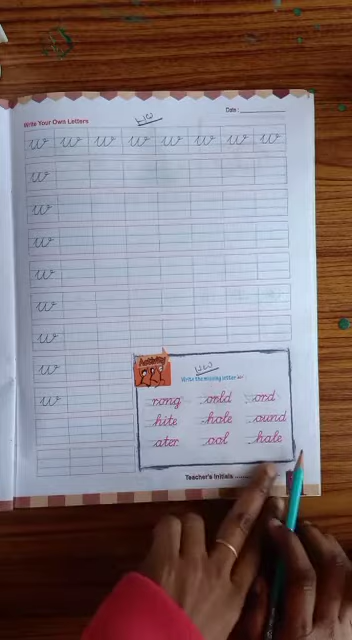 Write Your Own Letters
Date:
w w w w w w w w
w
w
w
w
w
w
w
w
Activity
Write the missing letter w
rong orld ord
hite hole ound
ater ool hale
Teacher's Initials